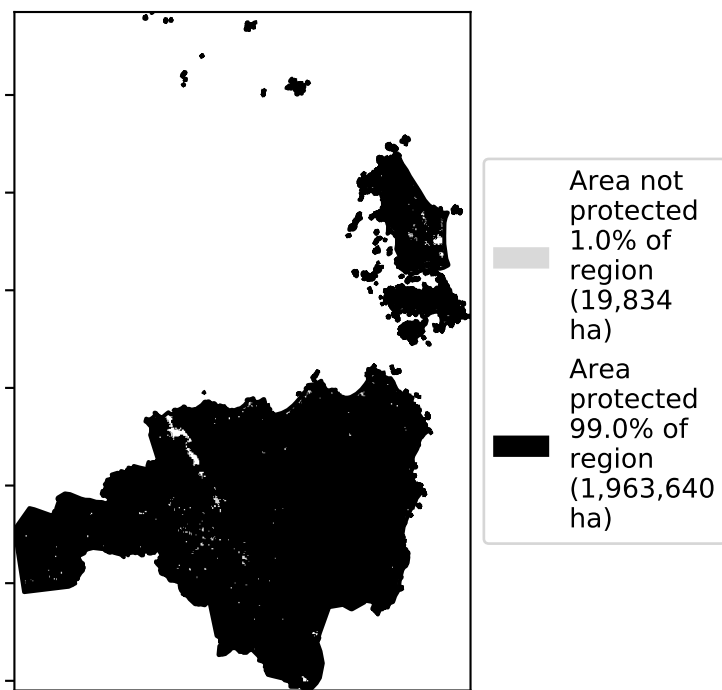 Area not
protected
1.0% of
region
(19,834
ha)
Area
protected
99.0% of
region
(1,963,640
ha)